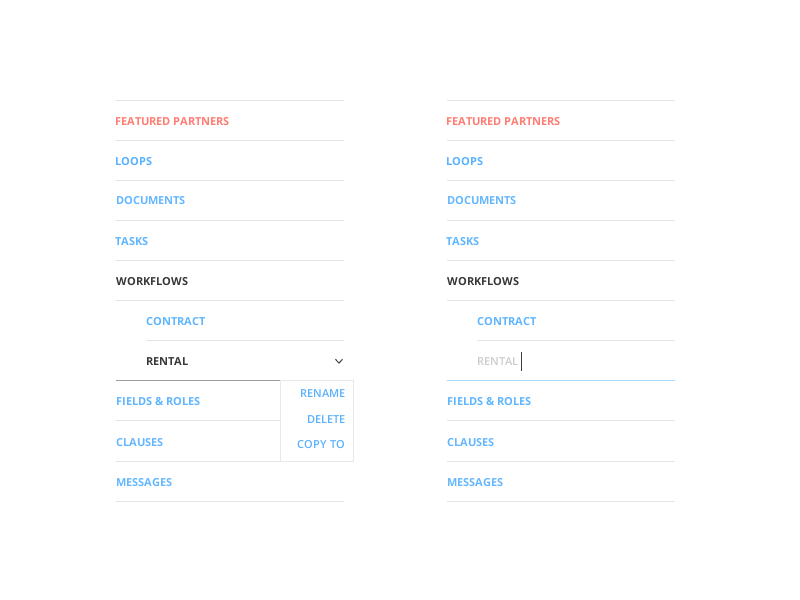 FEATURED PARTNERS
LOOPS
DOCUMENTS
TASKS
WORKFLOWS
CONTRACT
RENTAL
FIELDS & ROLES
CLAUSES
MESSAGES
RENAME
DELETE
COPY TO
FEATURED PARTNERS
LOOPS
DOCUMENTS
TASKS
WORKFLOWS
CONTRACT
RENTAL
FIELDS & ROLES
CLAUSES
MESSAGES